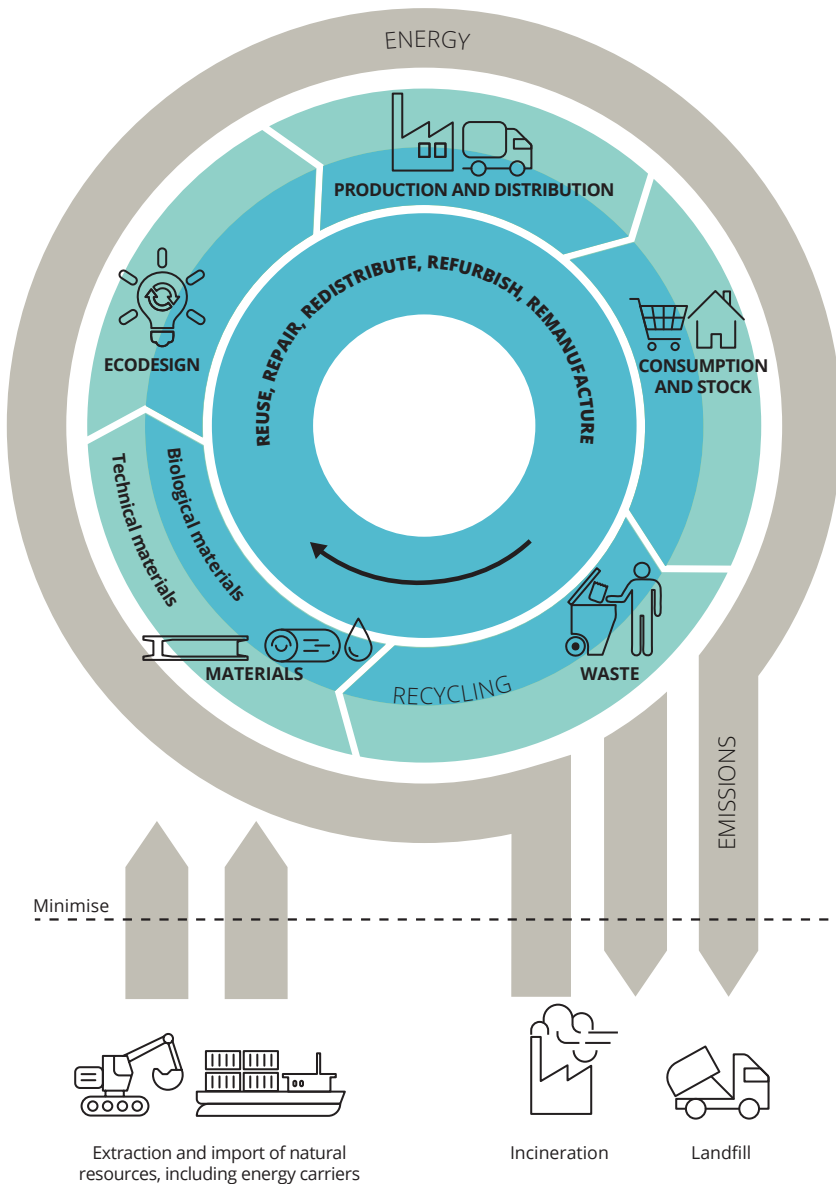 ENERGY
PRODUCTION AND DISTRIBUTION
REUSE, REPAIR, REDISTRIBUTE, REFURBISH, REMANUFACTURE
ECODESIGN
CONSUMPTION
AND STOCK
Technical materials
Biological materials
MATERIALS
RECYCLING
WASTE
EMISSIONS
Minimise
Extraction and import of natural
resources, including energy carriers
Incineration
Landfill